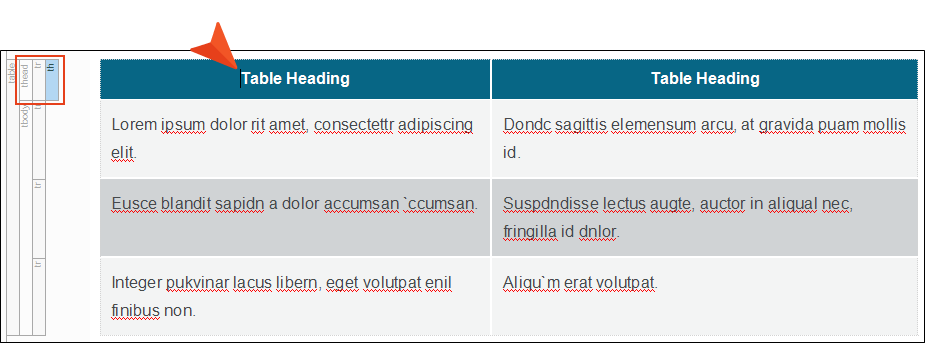 table
thead
tr
th
Table Heading
Table Heading
tbody
tr
Lorem ipsum dolor rit amet, consectettr adipiscing
elit.
Dondc sagittis elemensum arcu, at gravida puam mollis
id.
tr
Eusce blandit sapidn a dolor accumsan `ccumsan.
Suspdndisse lectus augte, auctor in aliqual nec,
fringilla id dnlor.
tr
Integer pukvinar lacus libern, eget volutpat enil
finibus non.
Aliqu`m erat volutpat.